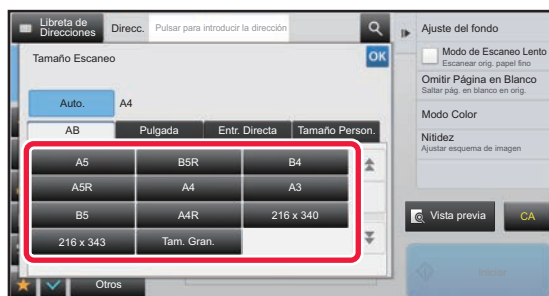 Libreta de
Direcciones
Direcc.
Pulsar para introducir la dirección
Tamaño Escaneo
OK
Auto.
A4
AB
Pulgada
Entr. Directa
Tamaño Person.
A5
B5R
B4
A5R
A4
A3
B5
A4R
216 x 340
216 x 343
Tam. Gran.
Otros
Ajuste del fondo
Modo de Escaneo Lento
Escanear orig. papel fino
Omitir Página en Blanco
Saltar pág. en blanco en orig.
Modo Color
Nitidez
Ajustar esquema de imagen
Vista previa
CA
Iniciar